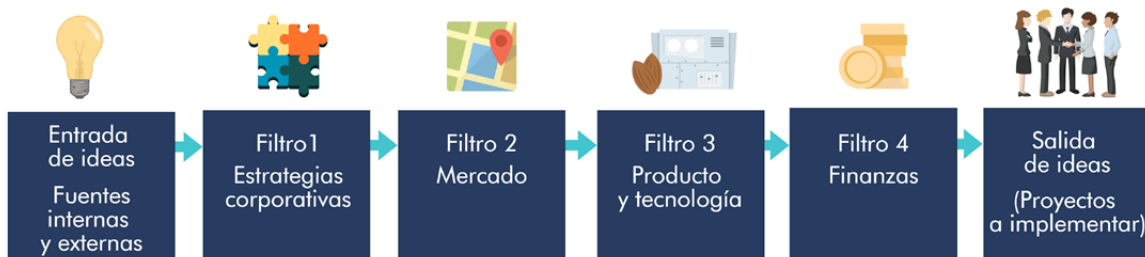 Entrada
de ideas
Fuentes
internas
y externas
Filtro1
Estrategias
corporativas
Filtro 2
Mercado
Filtro 3
Producto
y tecnología
Filtro 4
Finanzas
Salida
de ideas
(Proyectos
a implementar)